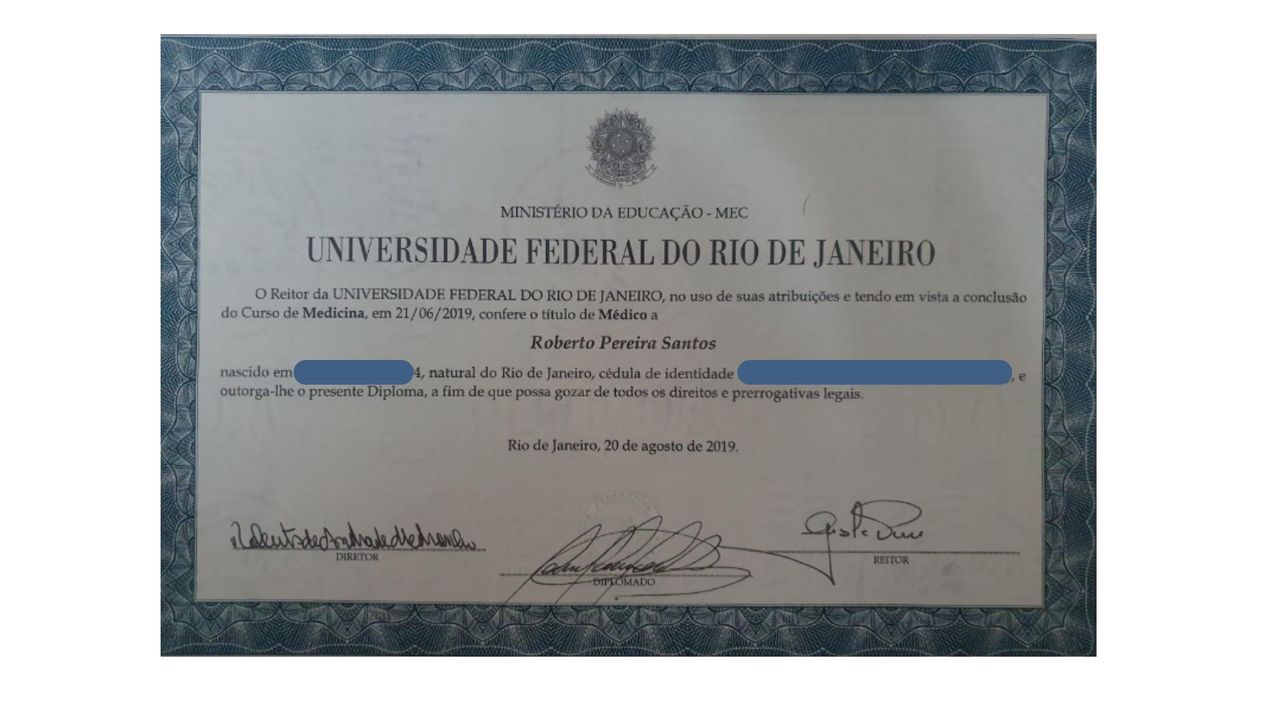 MINISTÉRIO DA EDUCAÇÃO - MEC
UNIVERSIDADE FEDERAL DO RIO DE JANEIRO
O Reitor da UNIVERSIDADE FEDERAL DO RIO DE JANEIRO, no uso de suas atribuições e tendo em vista a conclusão
do Curso de Medicina, em 21/06/2019, confere o título de Médico a
Roberto Pereira Santos
nascido em 4, natural do Rio de Janeiro, cédula de identidade , e
outorga-lhe o presente Diploma, a fim de que possa gozar de todos os direitos e prerrogativas legais.
Rio de Janeiro, 20 de agosto de 2019.
DIRETOR
DIPLOMADO
REITOR